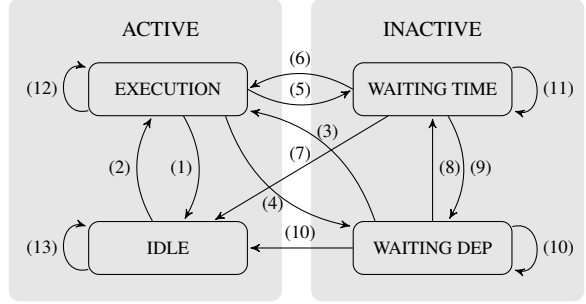 ACTIVE INACTIVE
(6)
(12) EXECUTION (5) WAITING TIME (11)
(3)
(7)
(2) (1) (8) (9)
(4)
(10)
(13) IDLE WAITING DEP (10)